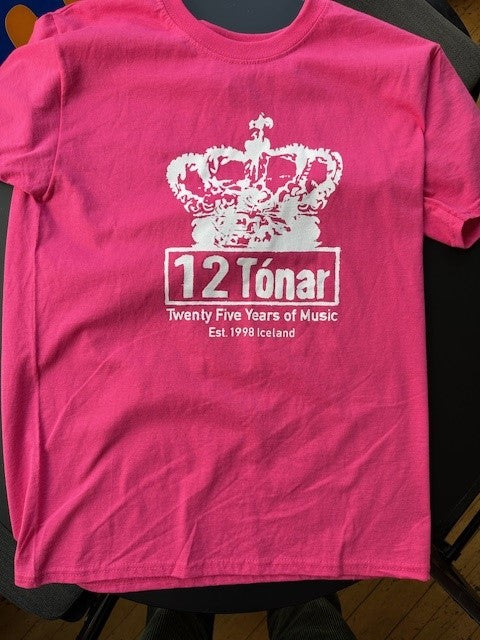 12 Tónar
Twenty Five Years of Music
Est. 1998 Iceland